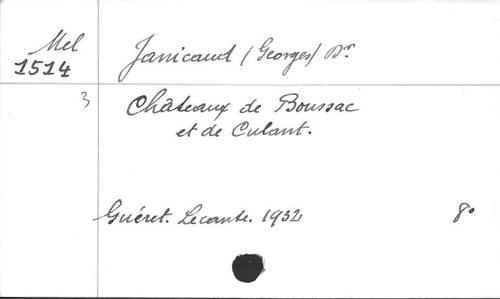 Mel
1514
3
Janicaud (Georges) Dr.
Châteaux de Boussac
et de Culant.
Guéret. Lecante. 1932
8°